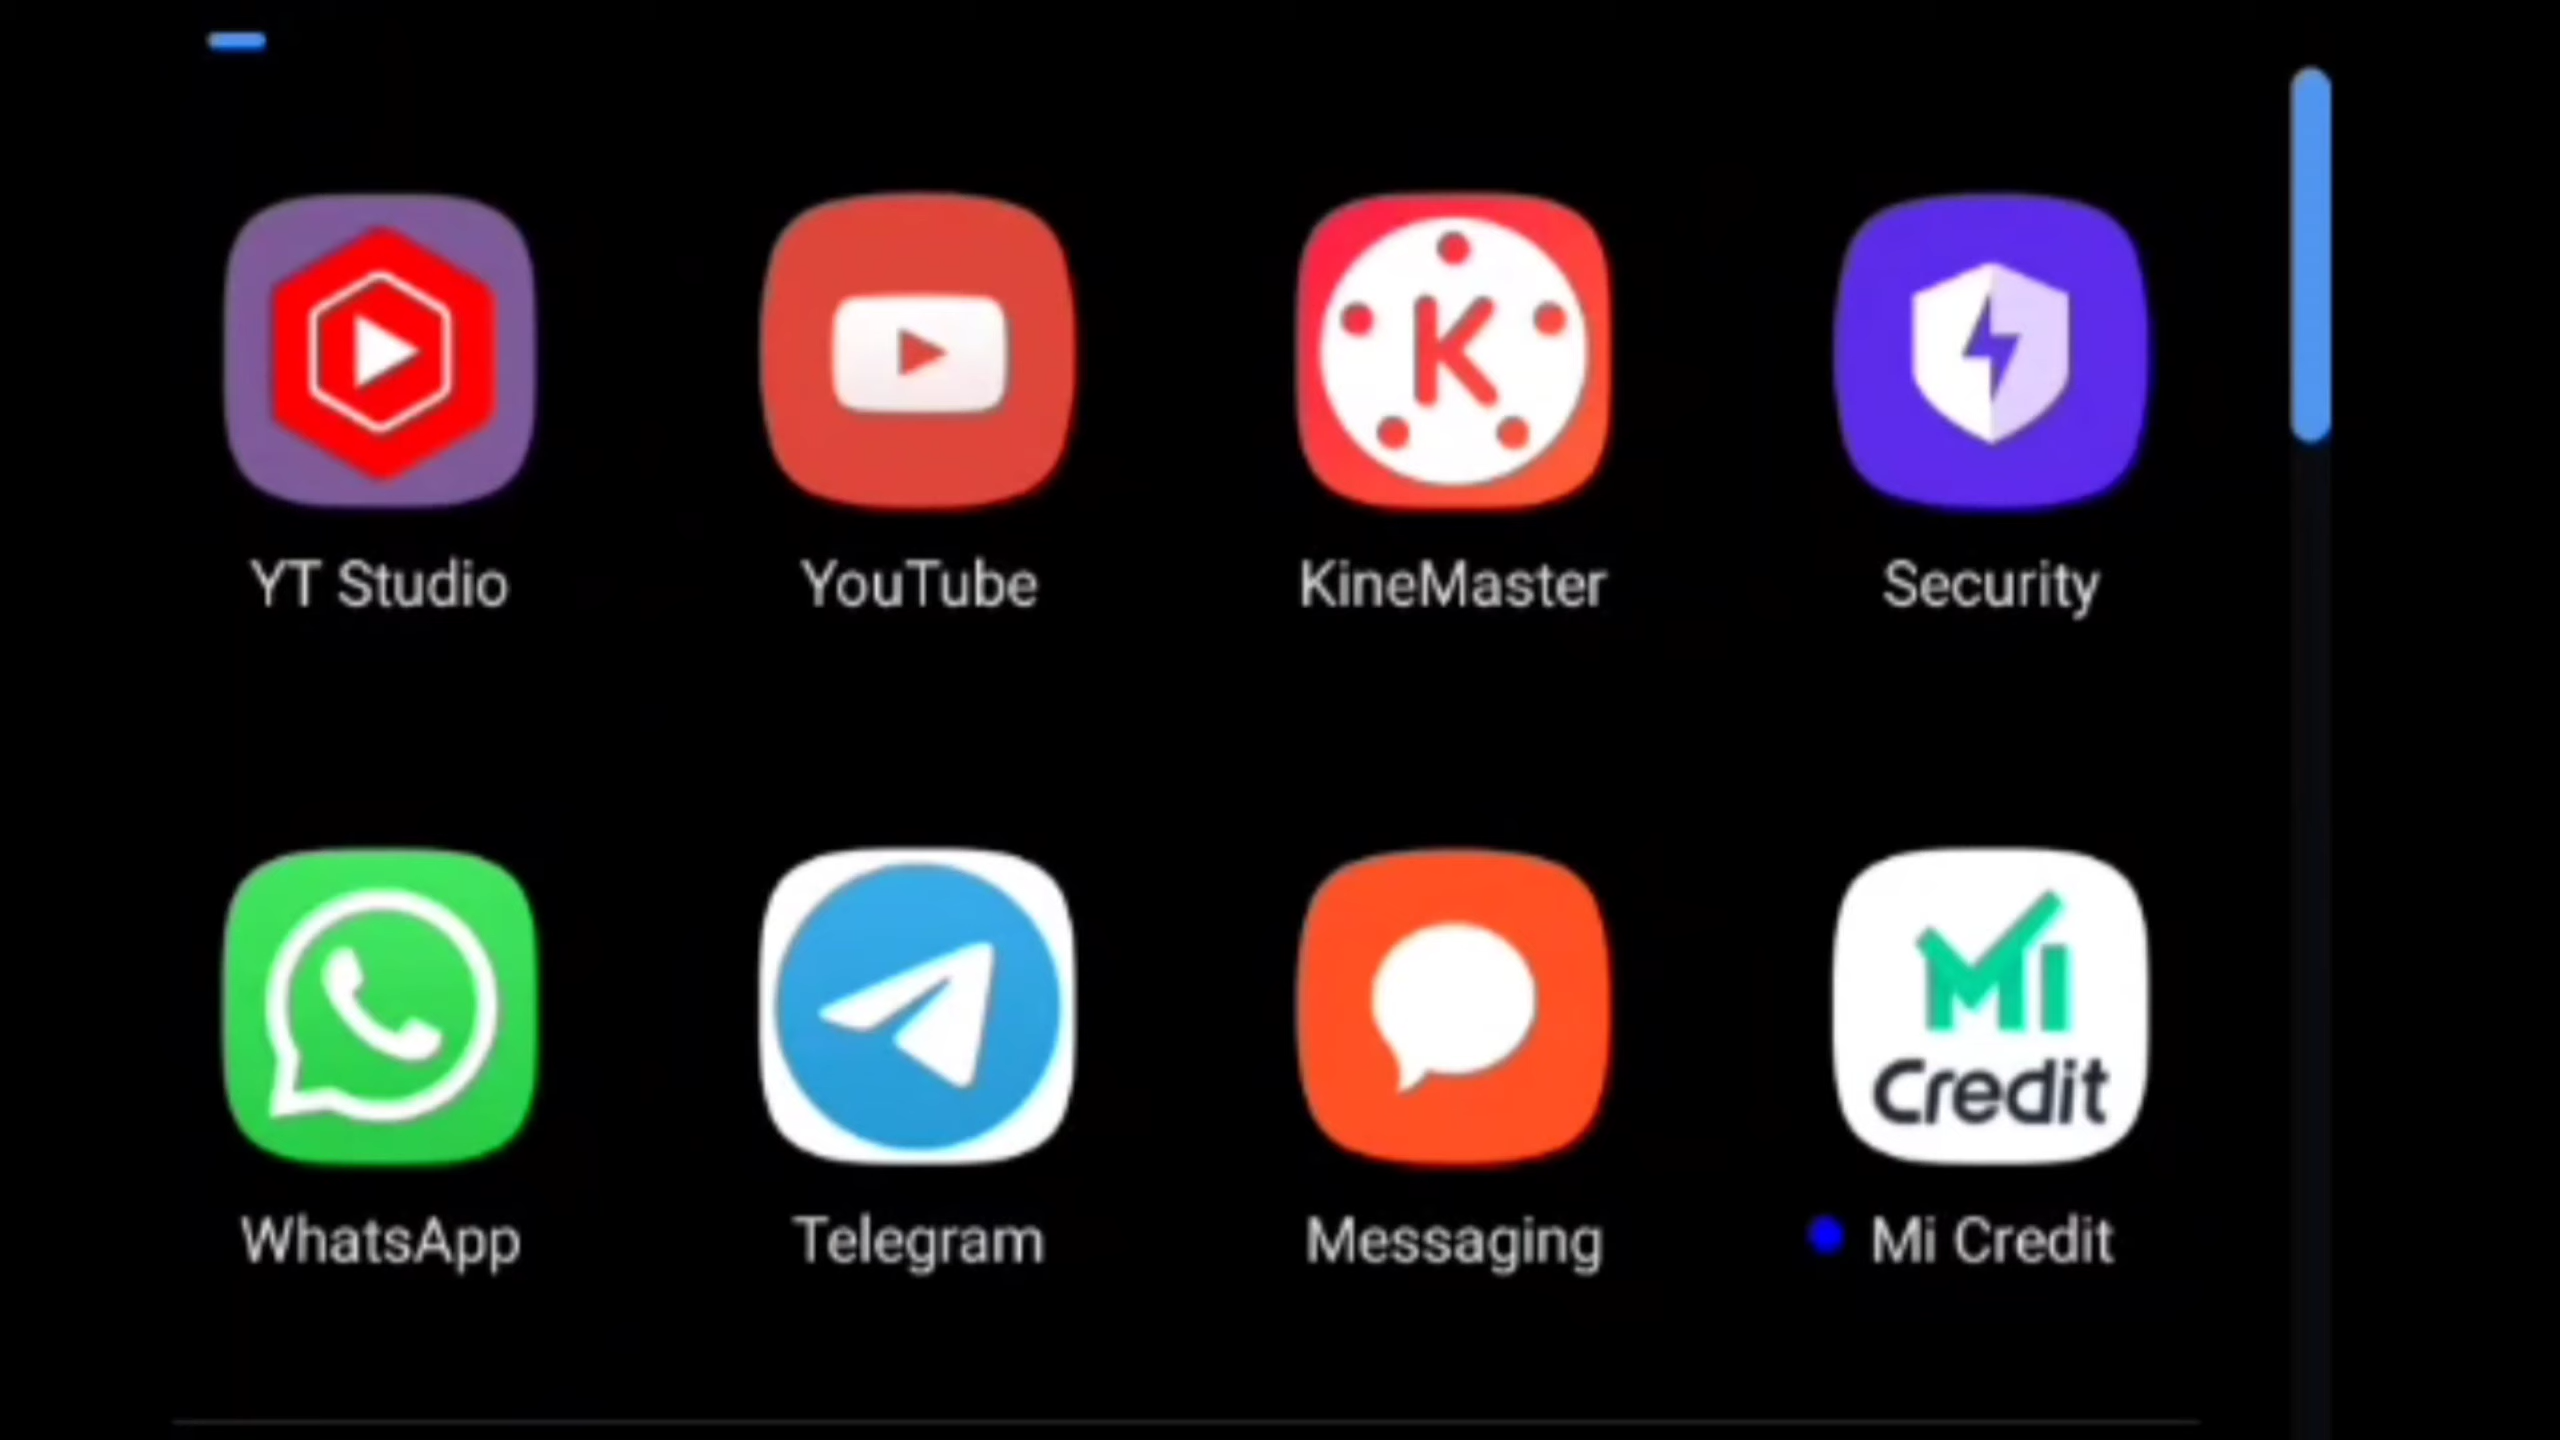 YT Studio
YouTube
KineMaster
Security
Mi
Credit
WhatsApp
Telegram
Messaging
Mi Credit